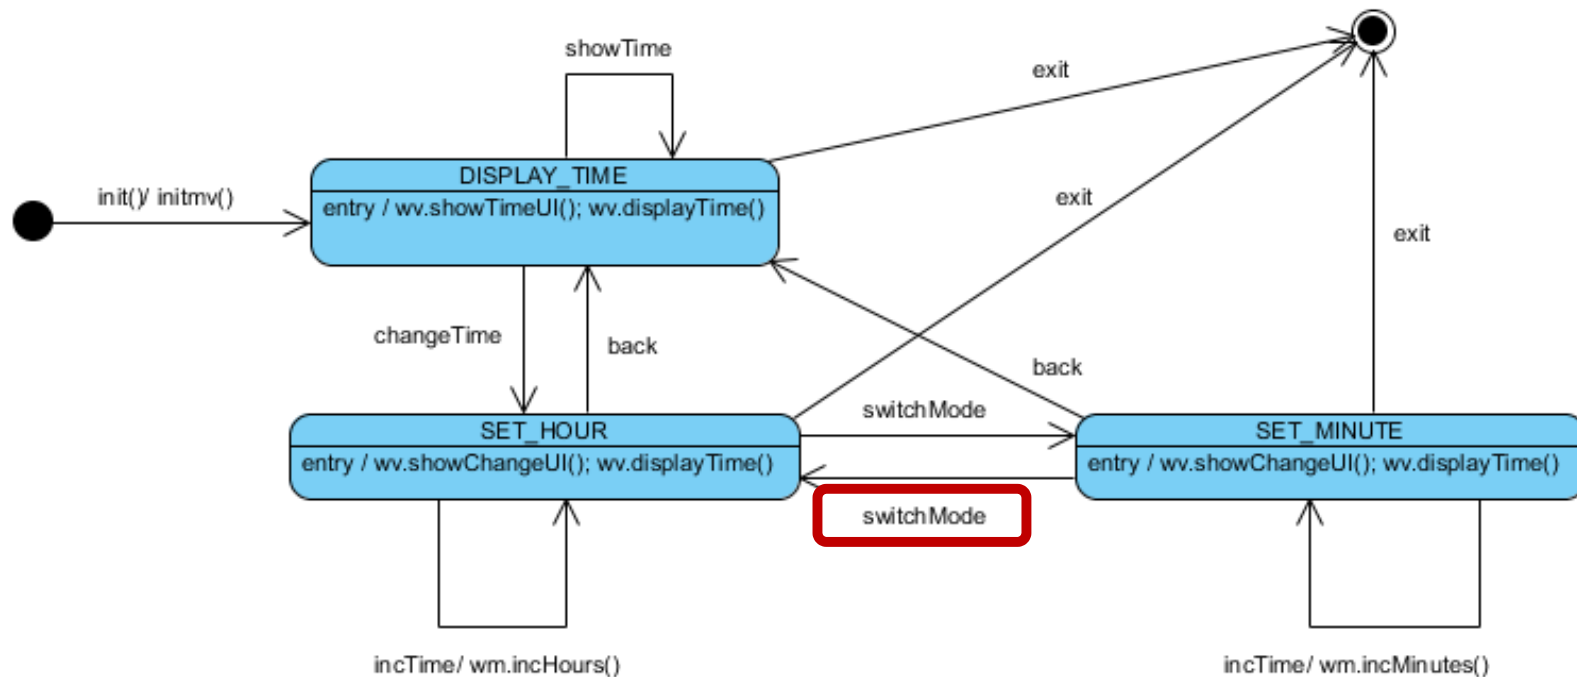 showTime
exit
DISPLAY_TIME
init()/ initmv()
entry / wv.showTimeUI(); wv.displayTime()
exit
exit
changeTime
back
back
switchMode
SET_HOUR
SET_MINUTE
entry / wv.showChangeUI(); wv.displayTime()
entry / wv.showChangeUI(); wv.displayTime()
switchMode
incTime/ wm.incHours()
incTime/ wm.incMinutes()